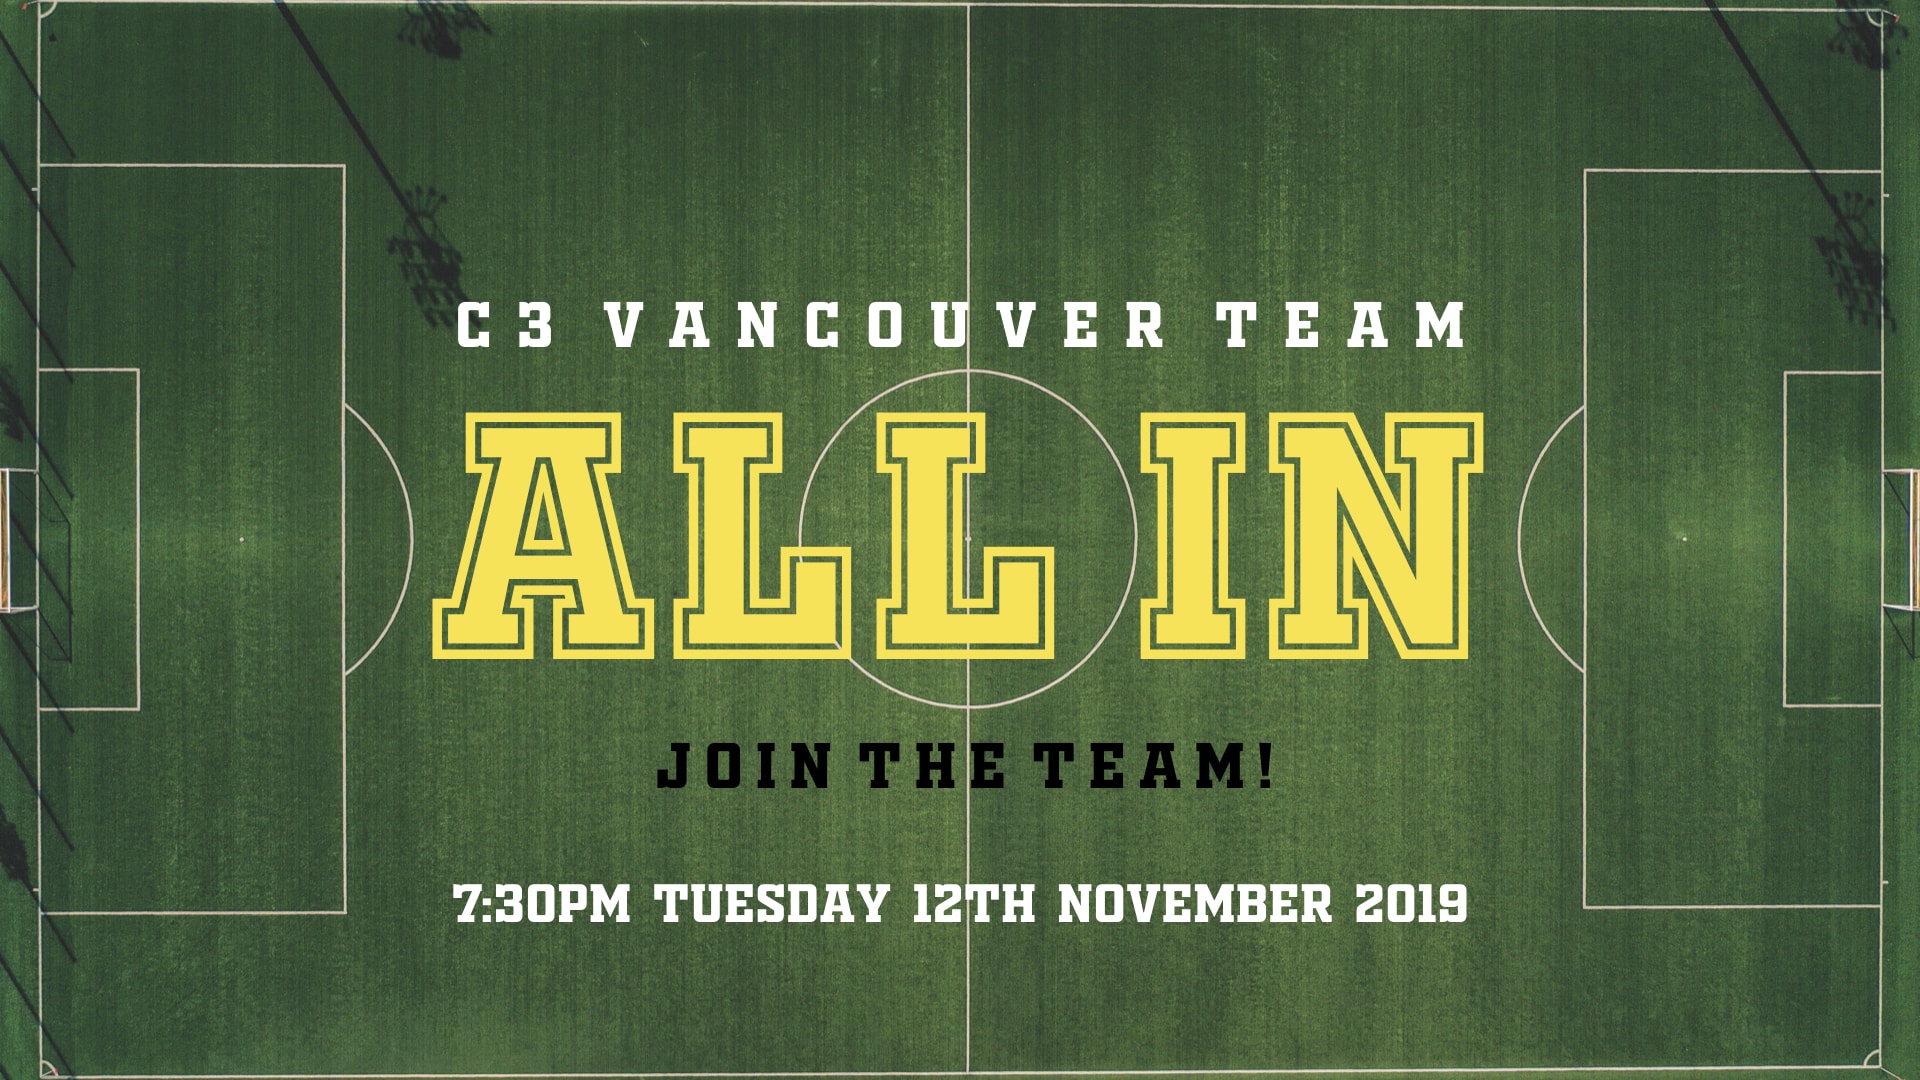 C3 VANCOUVER TEAM
ALL IN
JOIN THE TEAM!
7:30PM TUESDAY 12TH NOVEMBER 2019